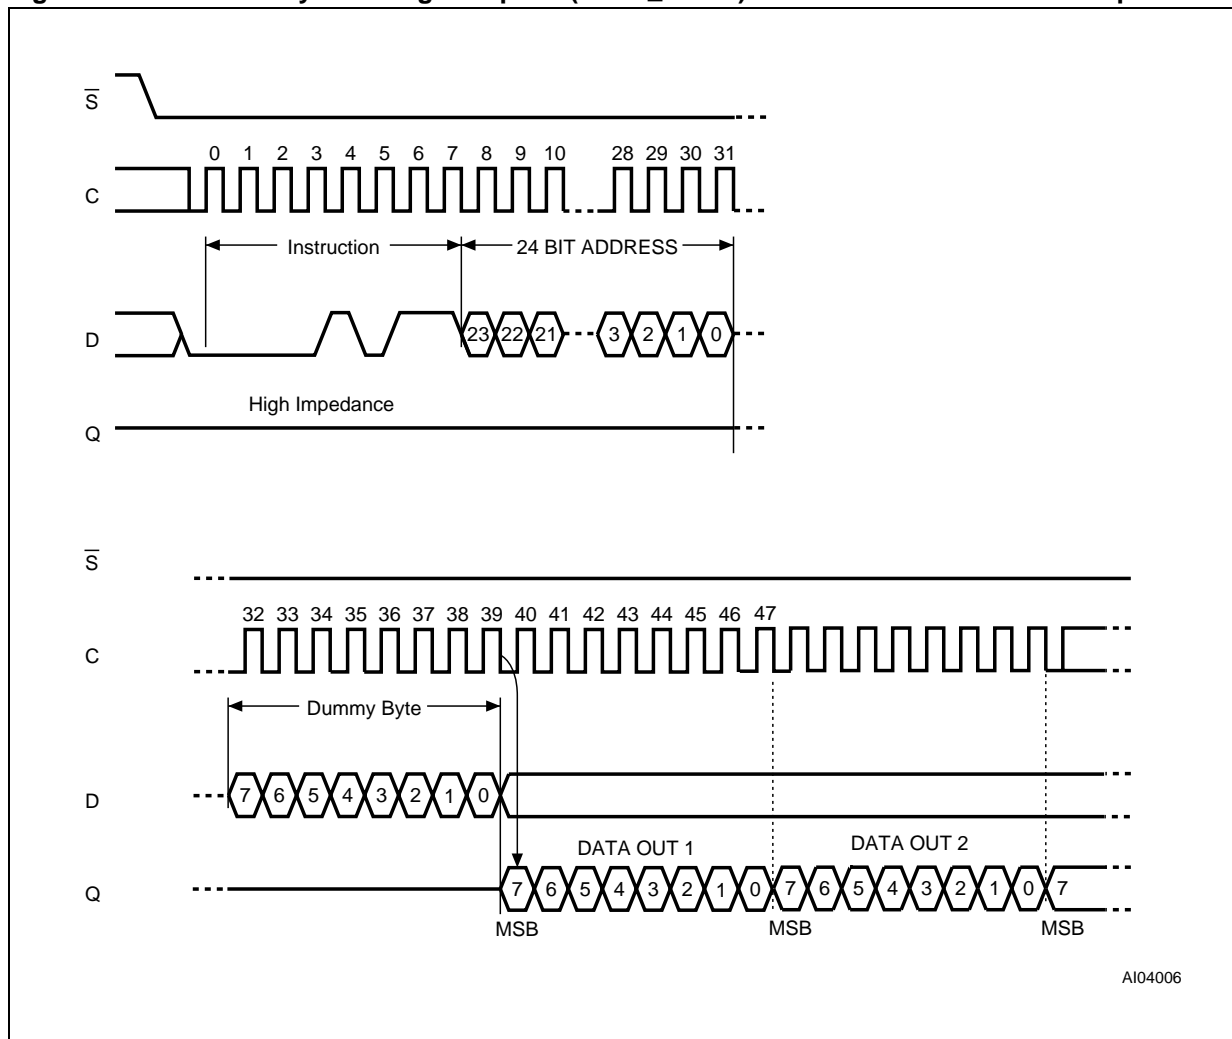 S
0 1 2 3 4 5 6 7 8 9 10 28 29 30 31
C
Instruction 24 BIT ADDRESS
D 23 22 21 3 2 1 0
High Impedance
Q
S
32 33 34 35 36 37 38 39 40 41 42 43 44 45 46 47
C
Dummy Byte
D 7 6 5 4 3 2 1 0
DATA OUT 1 DATA OUT 2
Q 7 6 5 4 3 2 1 0 7 6 5 4 3 2 1 0 7
MSB MSB MSB
AI04006